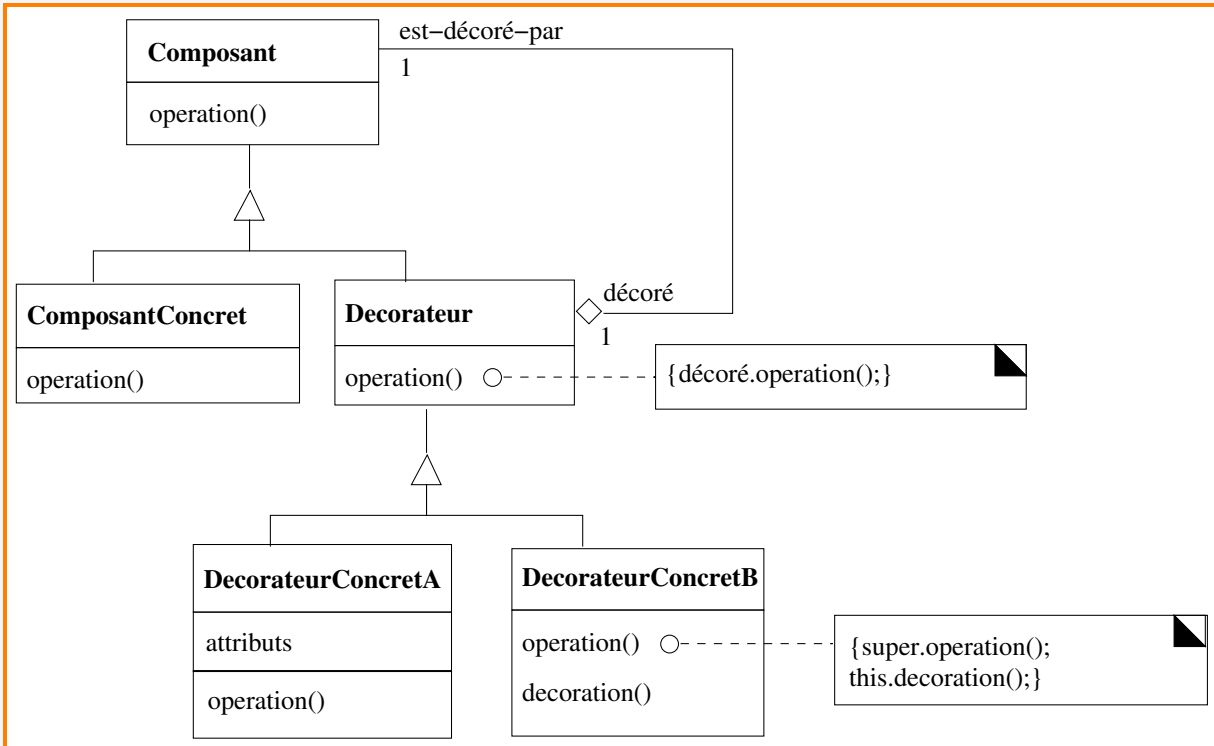 Composant
operation()
est–décoré–par
1
ComposantConcret
operation()
Decorateur
operation()
décoré
1
{décoré.operation();}
DecorateurConcretA
attributs
operation()
DecorateurConcretB
operation()
decoration()
{super.operation();
this.decoration();}